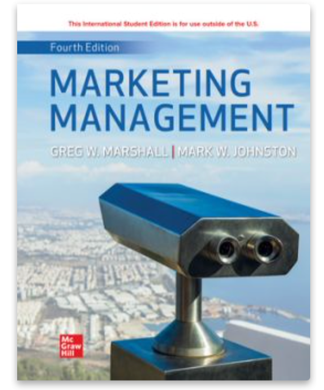 This International Student Edition is for use outside of the U.S.
Fourth Edition
MARKETING
MANAGEMENT
GREG W. MARSHALL | MARK W. JOHNSTON
Mc
Graw
Hill